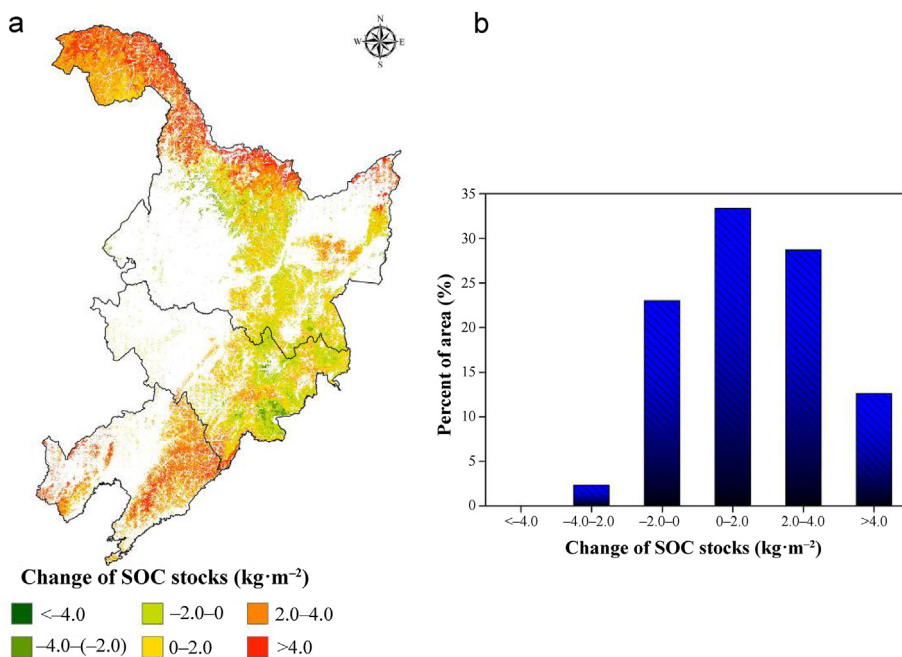 a
N
W E
S
Change of SOC stocks (kg·m⁻²)
<–4.0
–2.0–0
2.0–4.0
–4.0–(–2.0)
0–2.0
>4.0
b
Percent of area (%)
35
30
25
20
15
10
5
0
<–4.0 –4.0–2.0 –2.0–0 0–2.0 2.0–4.0 >4.0
Change of SOC stocks (kg·m⁻²)